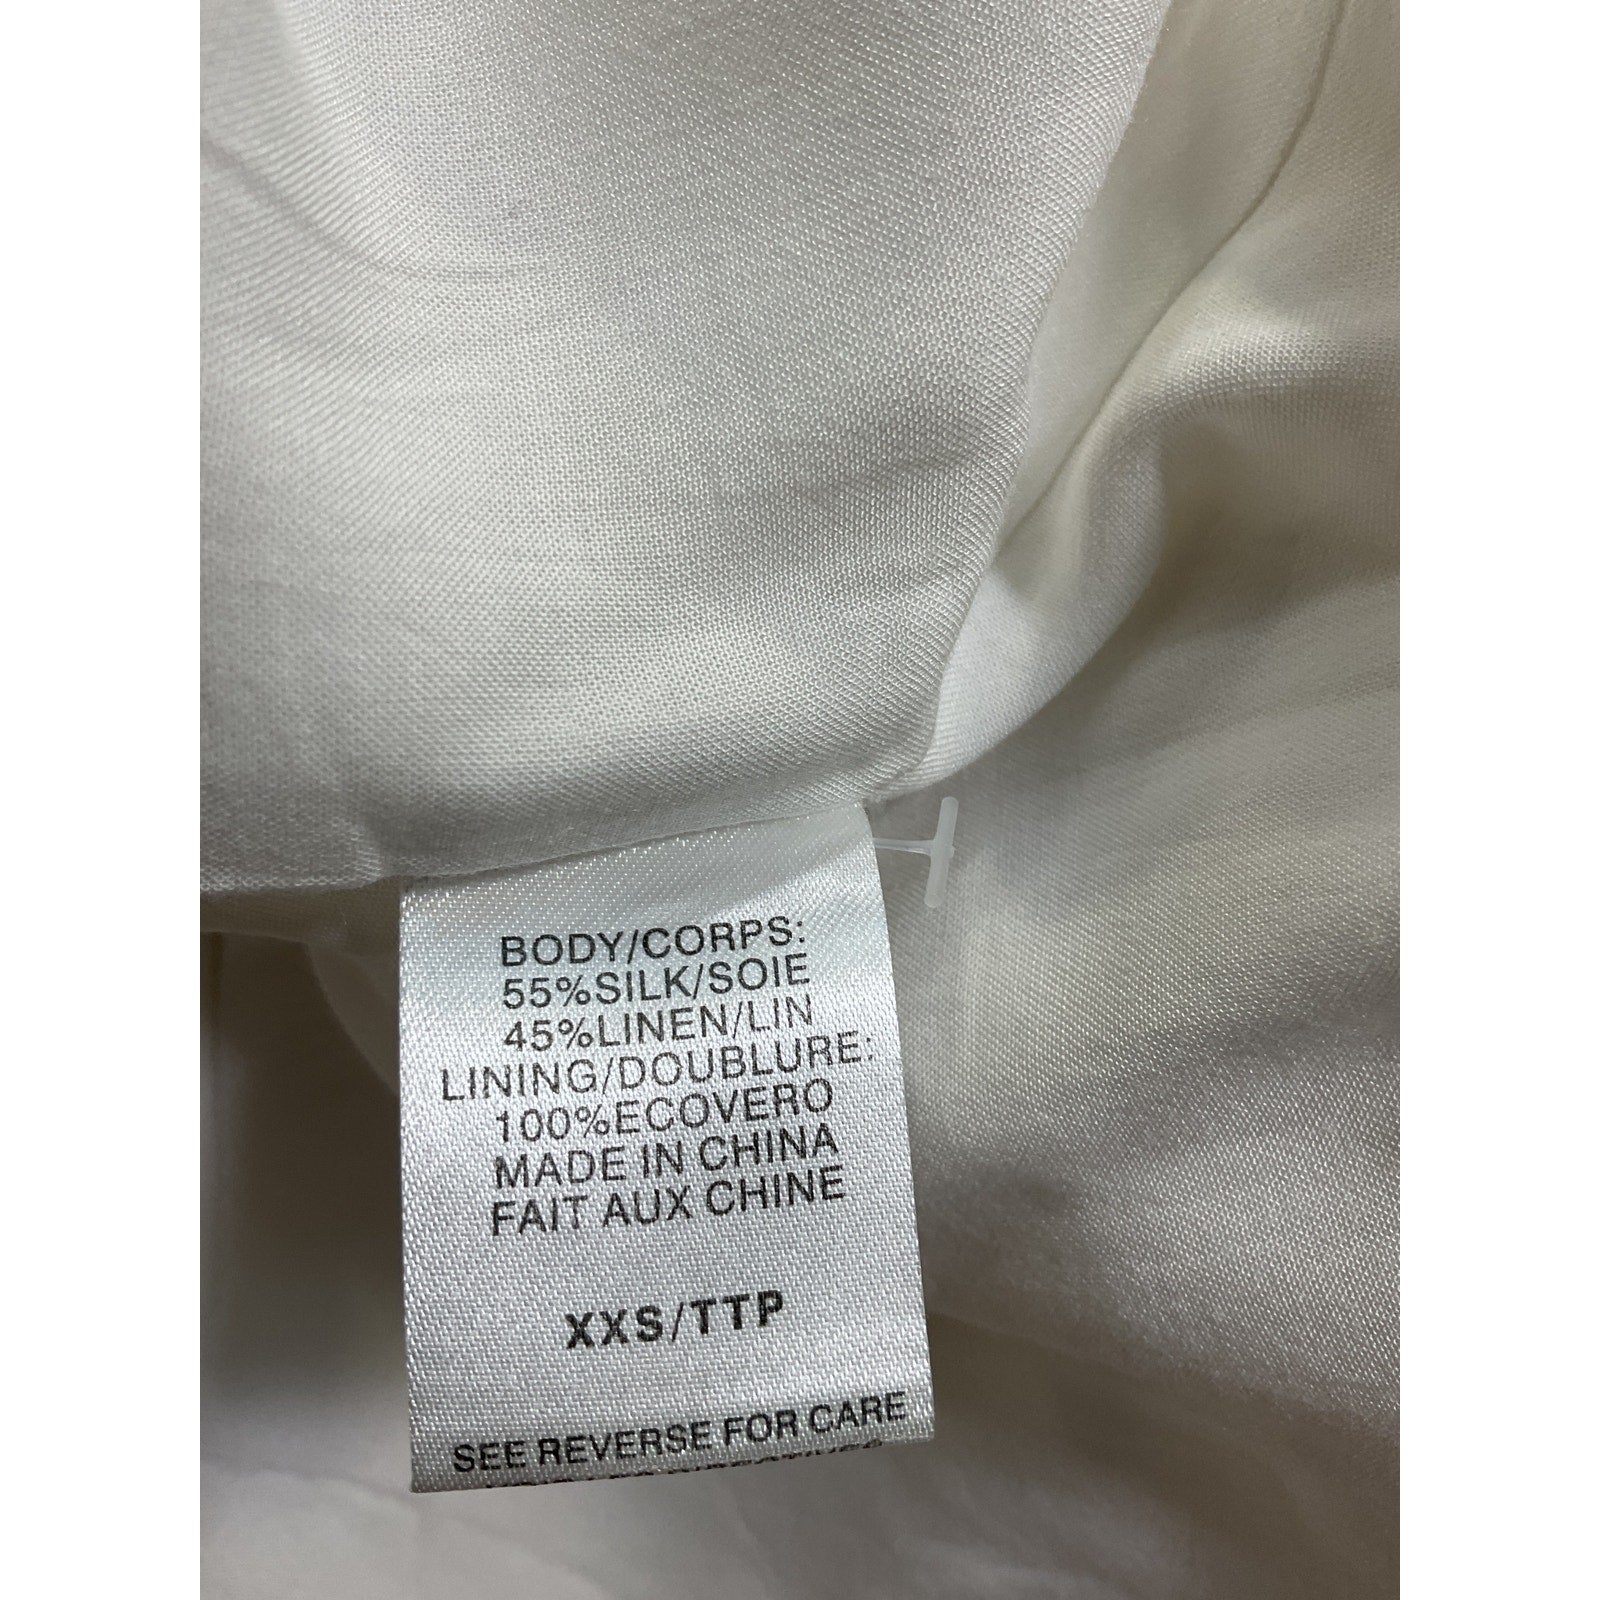 BODY/CORPS:
55%SILK/SOIE
45%LINEN/LIN
LINING/DOUBLURE:
100%ECOVERO
MADE IN CHINA
FAIT AUX CHINE
XXS/TTP
SEE REVERSE FOR CARE